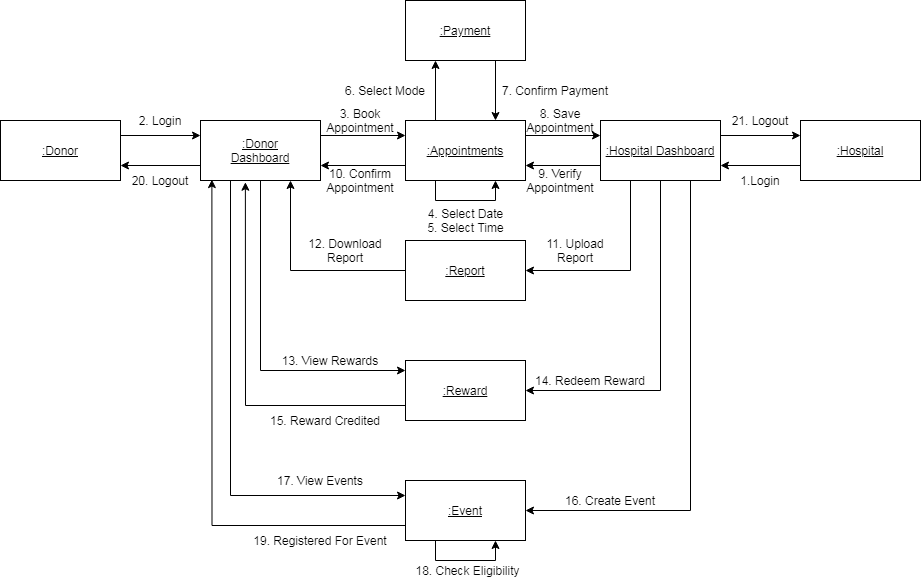 :Payment
6. Select Mode
7. Confirm Payment
2. Login
3. Book
Appointment
8. Save
Appointment
21. Logout
:Donor
:Donor
Dashboard
:Appointments
:Hospital Dashboard
:Hospital
20. Logout
10. Confirm
Appointment
9. Verify
Appointment
1.Login
4. Select Date
5. Select Time
12. Download
Report
11. Upload
Report
:Report
13. View Rewards
14. Redeem Reward
:Reward
15. Reward Credited
17. View Events
16. Create Event
:Event
19. Registered For Event
18. Check Eligibility